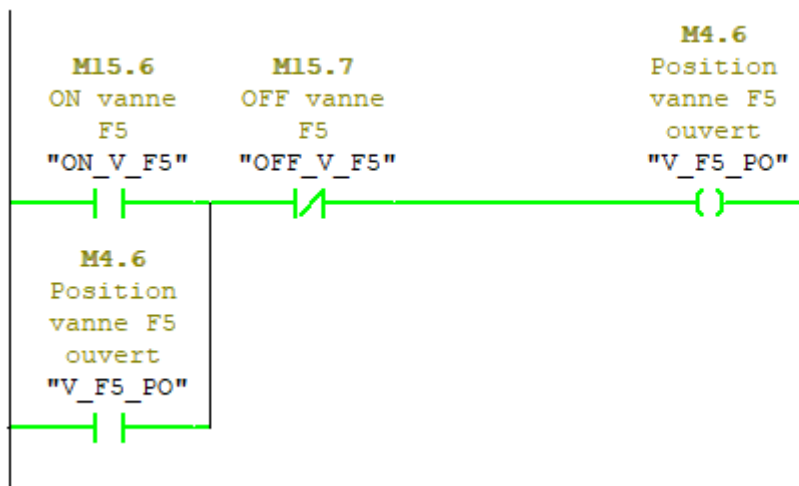 M4.6
Position
vanne F5
ouvert
"V_F5_PO"
M15.6
ON vanne
F5
"ON_V_F5"
M15.7
OFF vanne
F5
"OFF_V_F5"
M4.6
Position
vanne F5
ouvert
"V_F5_PO"